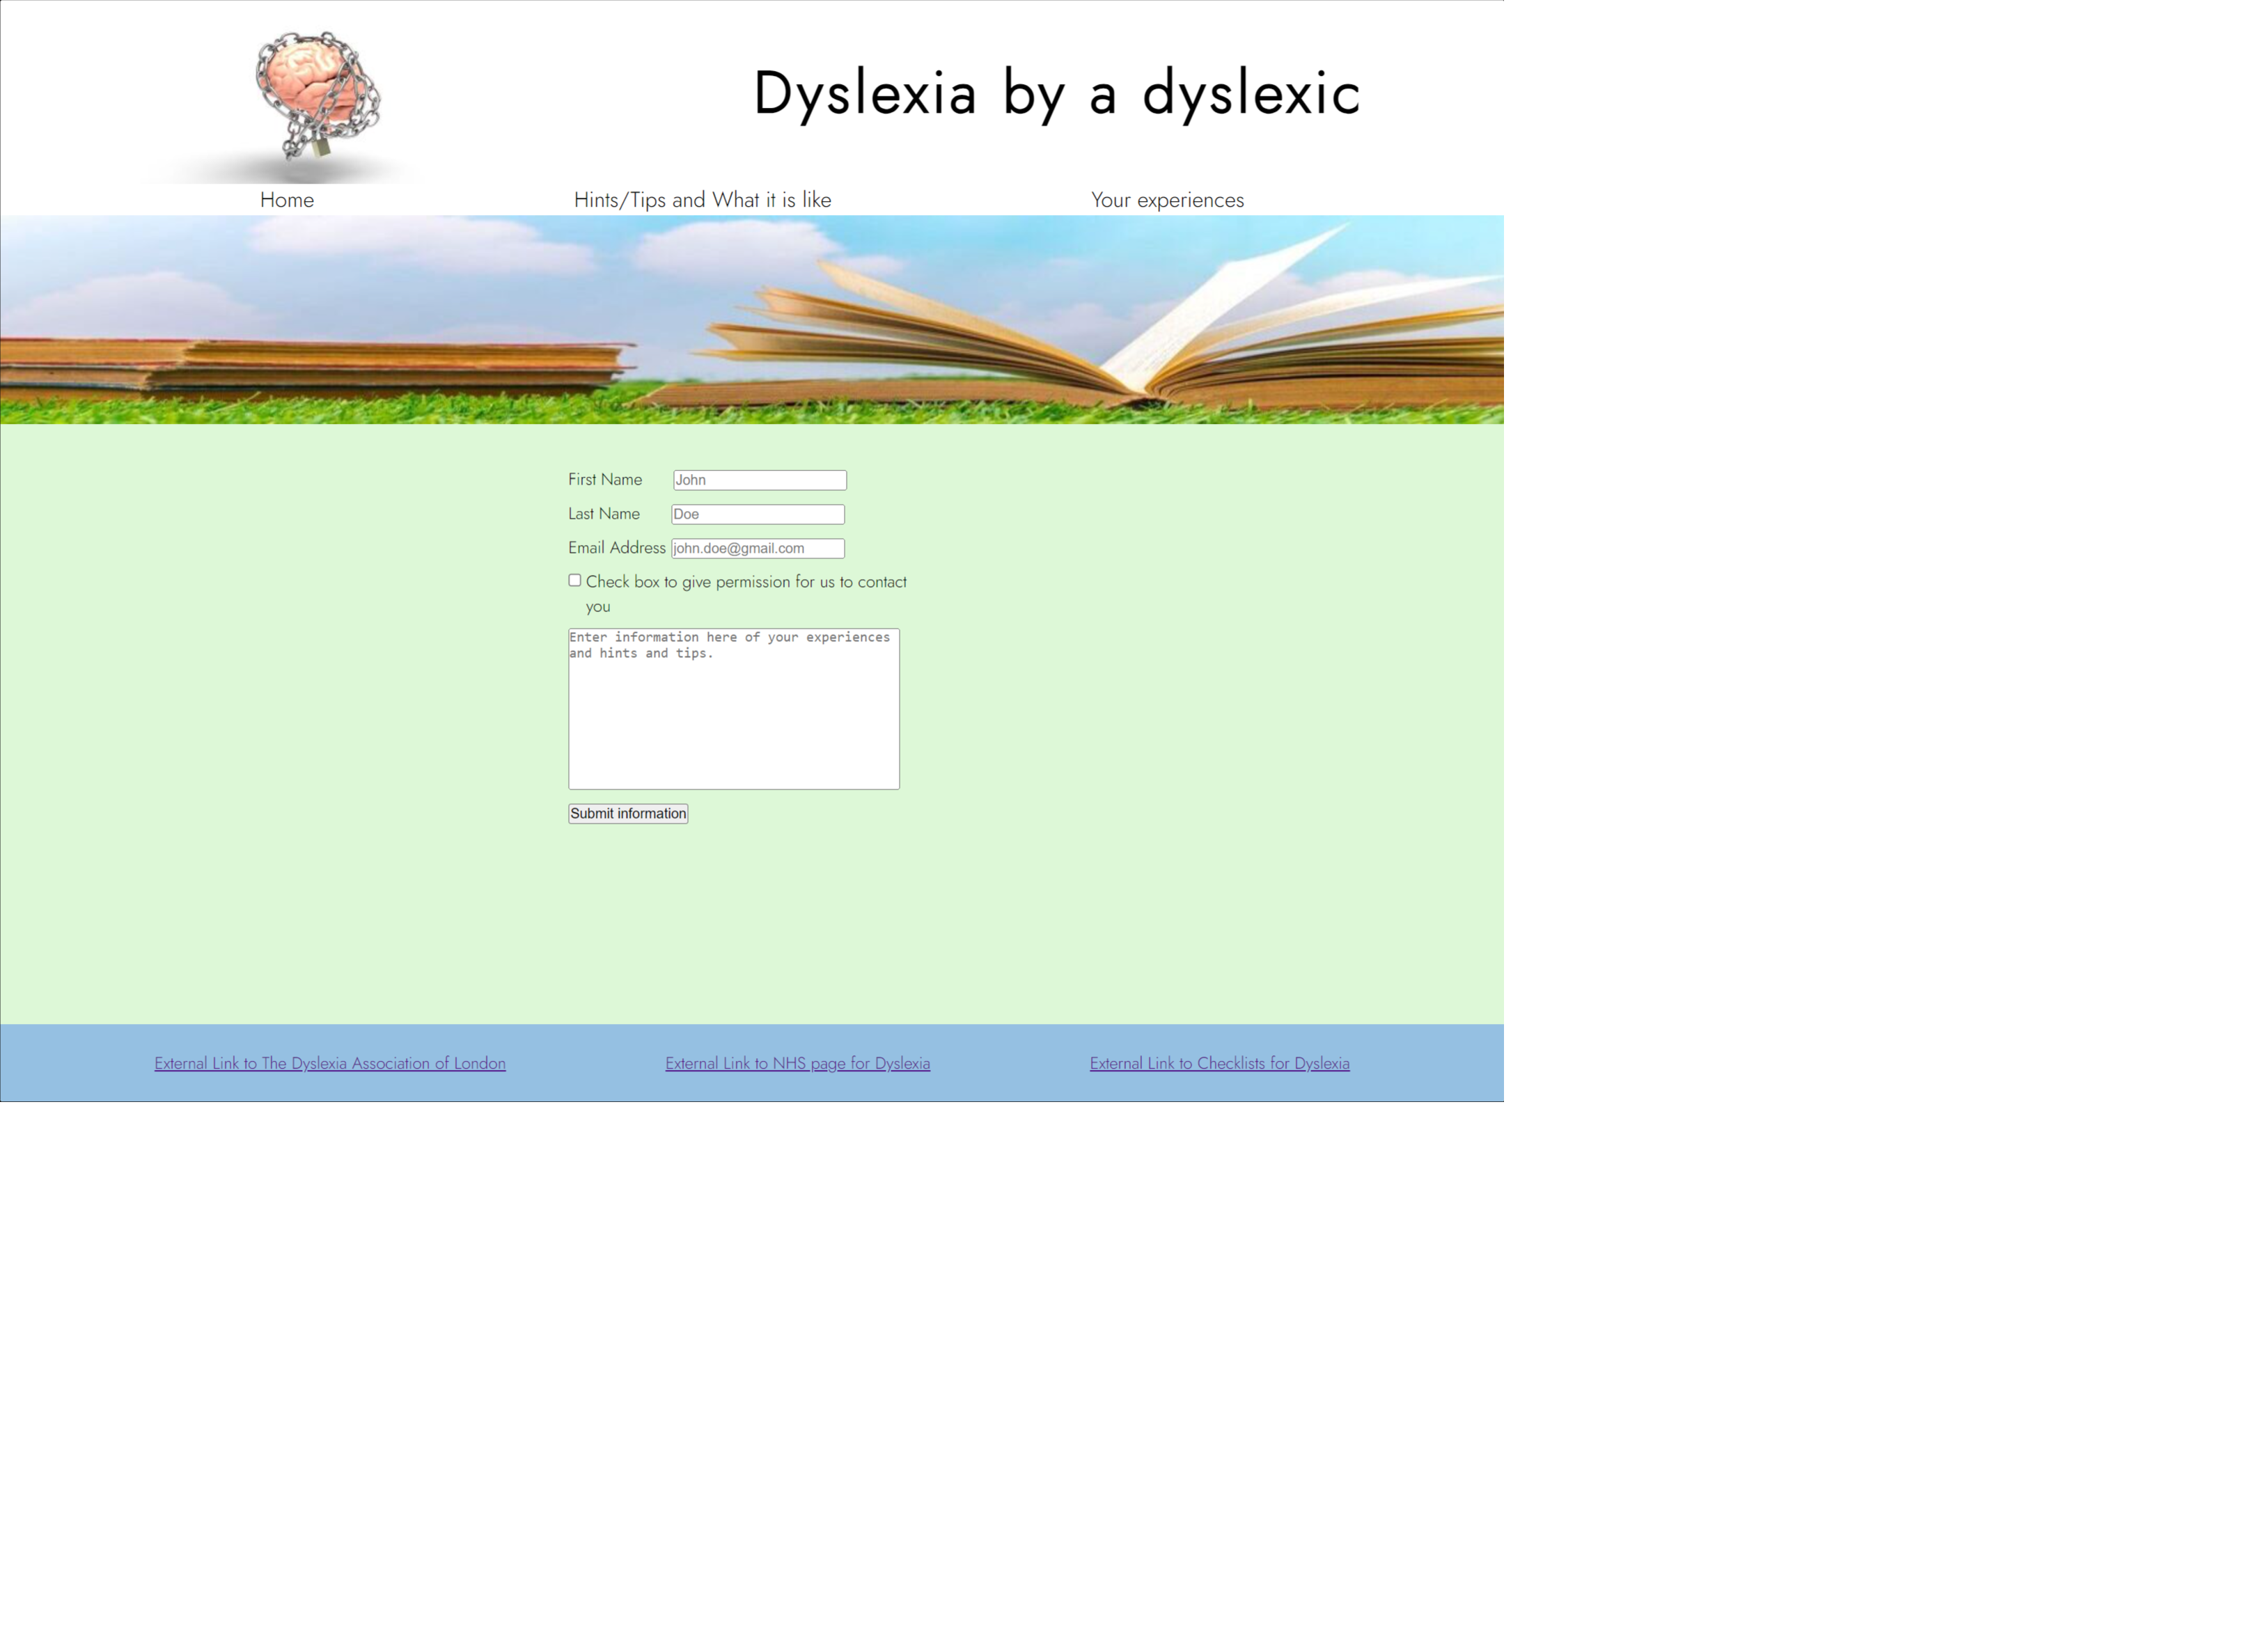 Dyslexia by a dyslexic
Home
Hints/Tips and What it is like
Your experiences
First Name
John
Last Name
Doe
Email Address
john.doe@gmail.com
Check box to give permission for us to contact
you
Enter information here of your experiences
and hints and tips.
Submit information
External Link to The Dyslexia Association of London
External Link to NHS page for Dyslexia
External Link to Checklists for Dyslexia